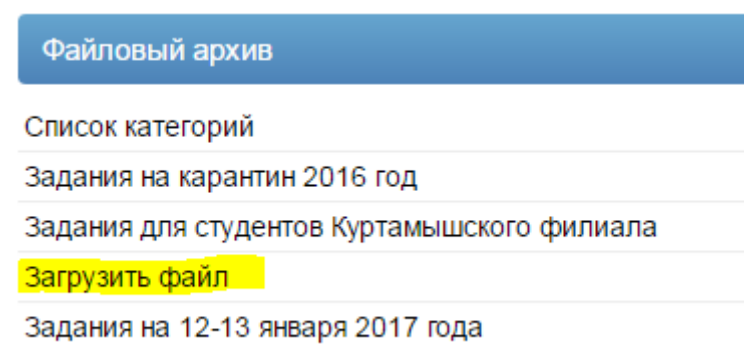 Файловый архив
Список категорий
Задания на карантин 2016 год
Задания для студентов Куртамышского филиала
Загрузить файл
Задания на 12-13 января 2017 года